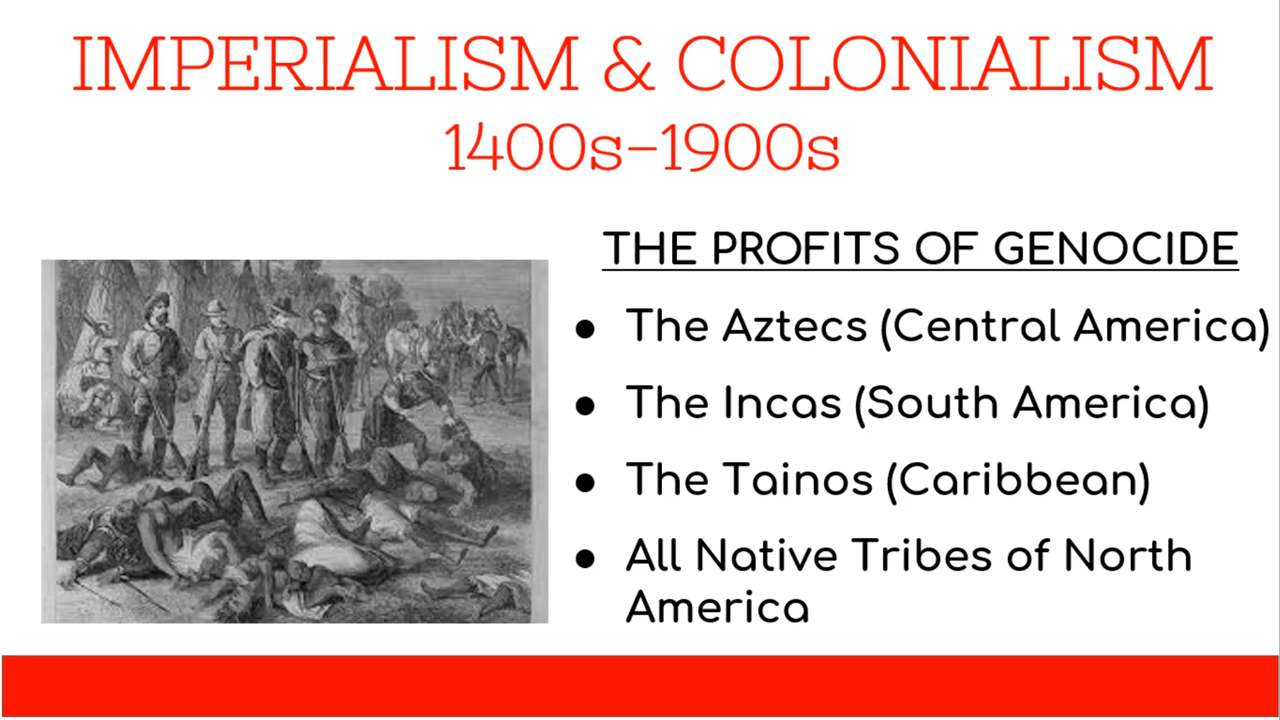 IMPERIALISM & COLONIALISM
1400s–1900s
THE PROFITS OF GENOCIDE
● The Aztecs (Central America)
● The Incas (South America)
● The Tainos (Caribbean)
● All Native Tribes of North
America